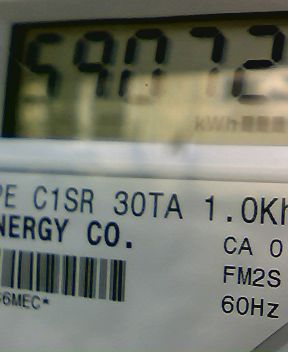 59072
kWh
PE C1SR 30TA 1.0Kh
NERGY CO.
CA 0
FM2S
6MEC*
60Hz